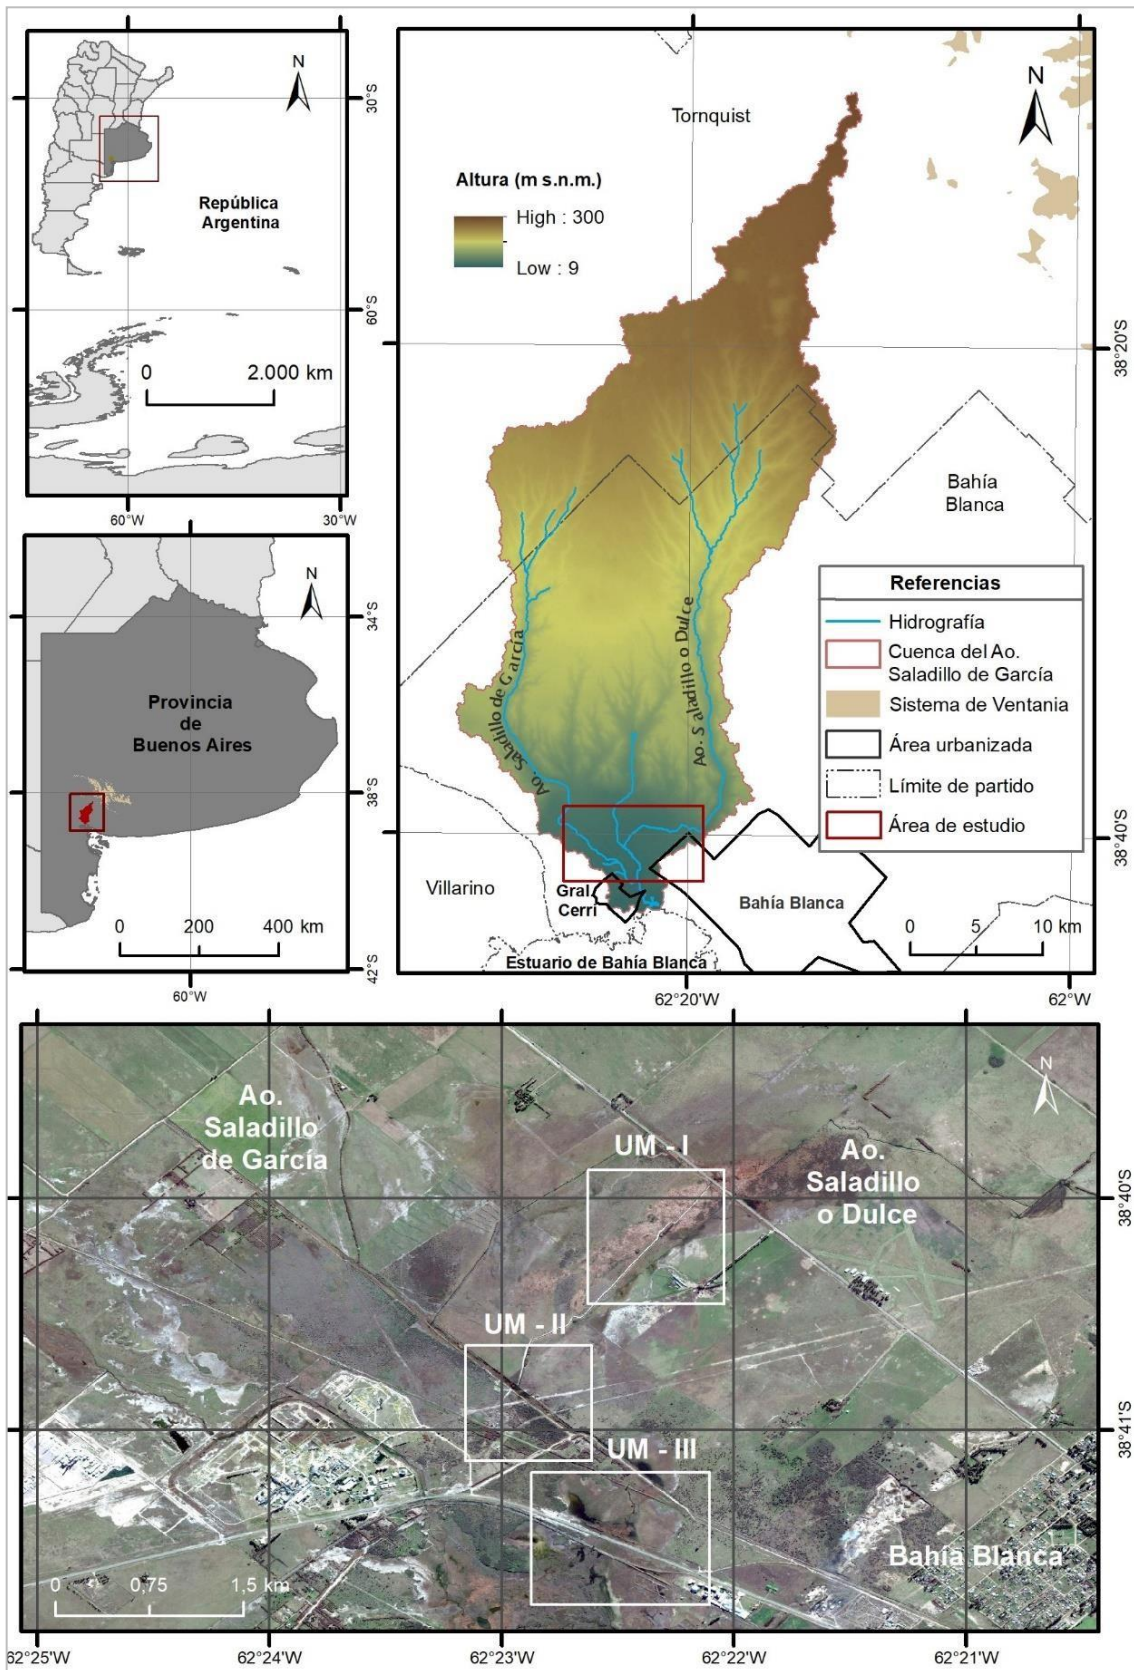 N
30°S
República
Argentina
60°S
0 2.000 km
60°W 30°W
N
34°S
Provincia
de
Buenos Aires
38°S
0 200 400 km
42°S
60°W
Tornquist
N
Altura (m s.n.m.)
High : 300
Low : 9
38°20'S
Bahía
Blanca
Ao. Saladillo de García
Ao. Saladillo o Dulce
Referencias
Hidrografía
Cuenca del Ao.
Saladillo de García
Sistema de Ventania
Área urbanizada
Límite de partido
Área de estudio
38°40'S
Villarino
Gral.
Cerri
Bahía Blanca
0 5 10 km
Estuario de Bahía Blanca
62°20'W 62°W
N
Ao.
Saladillo
de García
UM - I
Ao.
Saladillo
o Dulce
38°40'S
UM - II
38°41'S
UM - III
Bahía Blanca
0 0,75 1,5 km
62°25'W 62°24'W 62°23'W 62°22'W 62°21'W